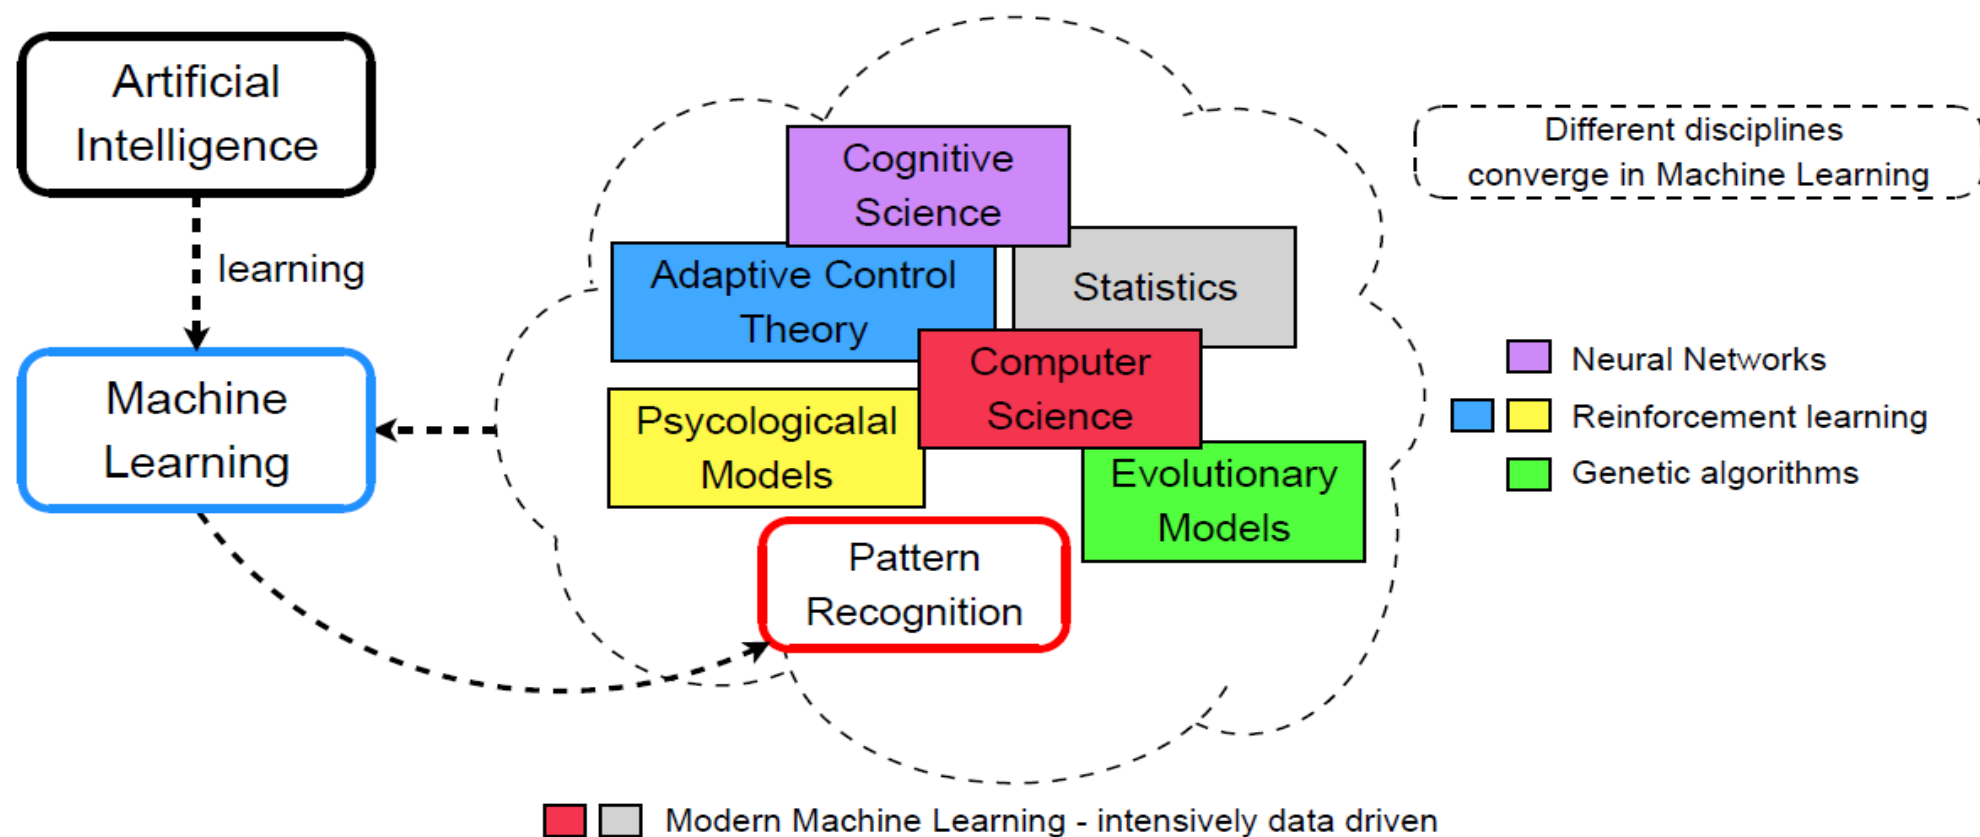 Artificial
Intelligence
learning
Machine
Learning
Cognitive
Science
Adaptive Control
Theory
Statistics
Computer
Science
Psycologicalal
Models
Evolutionary
Models
Pattern
Recognition
Different disciplines
converge in Machine Learning
Neural Networks
Reinforcement learning
Genetic algorithms
Modern Machine Learning - intensively data driven